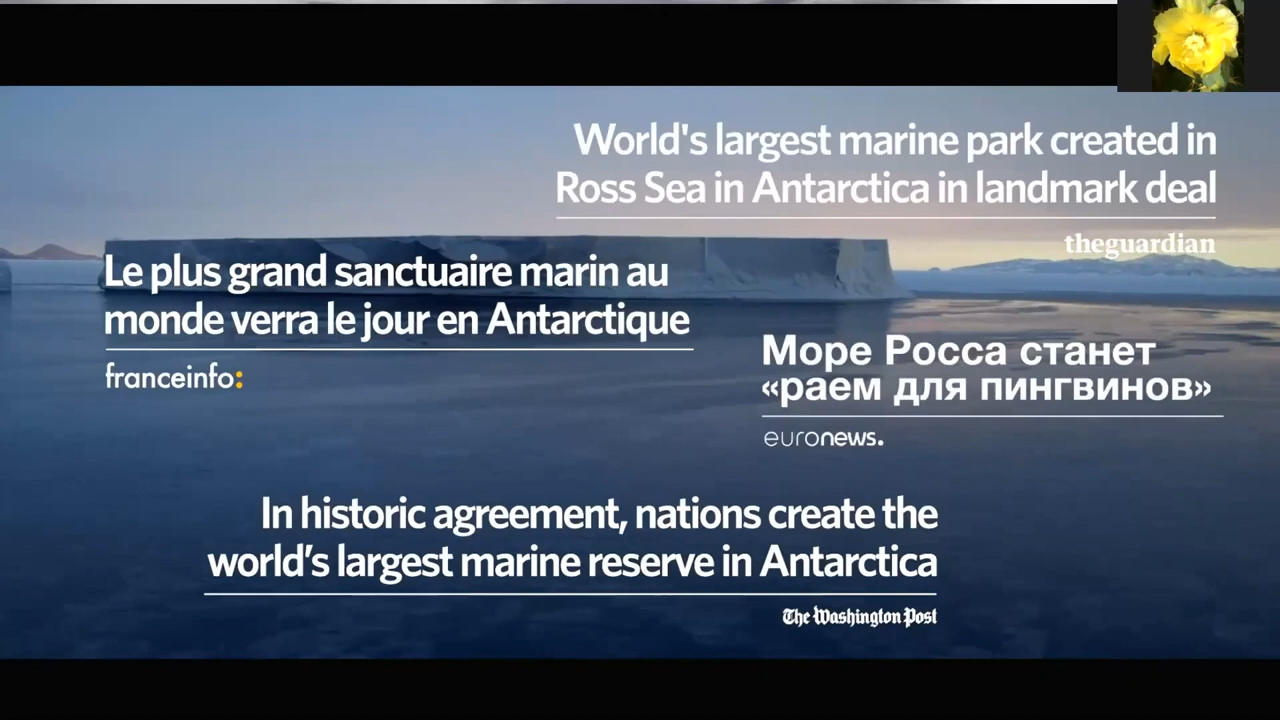 World's largest marine park created in
Ross Sea in Antarctica in landmark deal
theguardian
Le plus grand sanctuaire marin au
monde verra le jour en Antarctique
franceinfo:
Море Росса станет
«раем для пингвинов»
euronews.
In historic agreement, nations create the
world’s largest marine reserve in Antarctica
The Washington Post